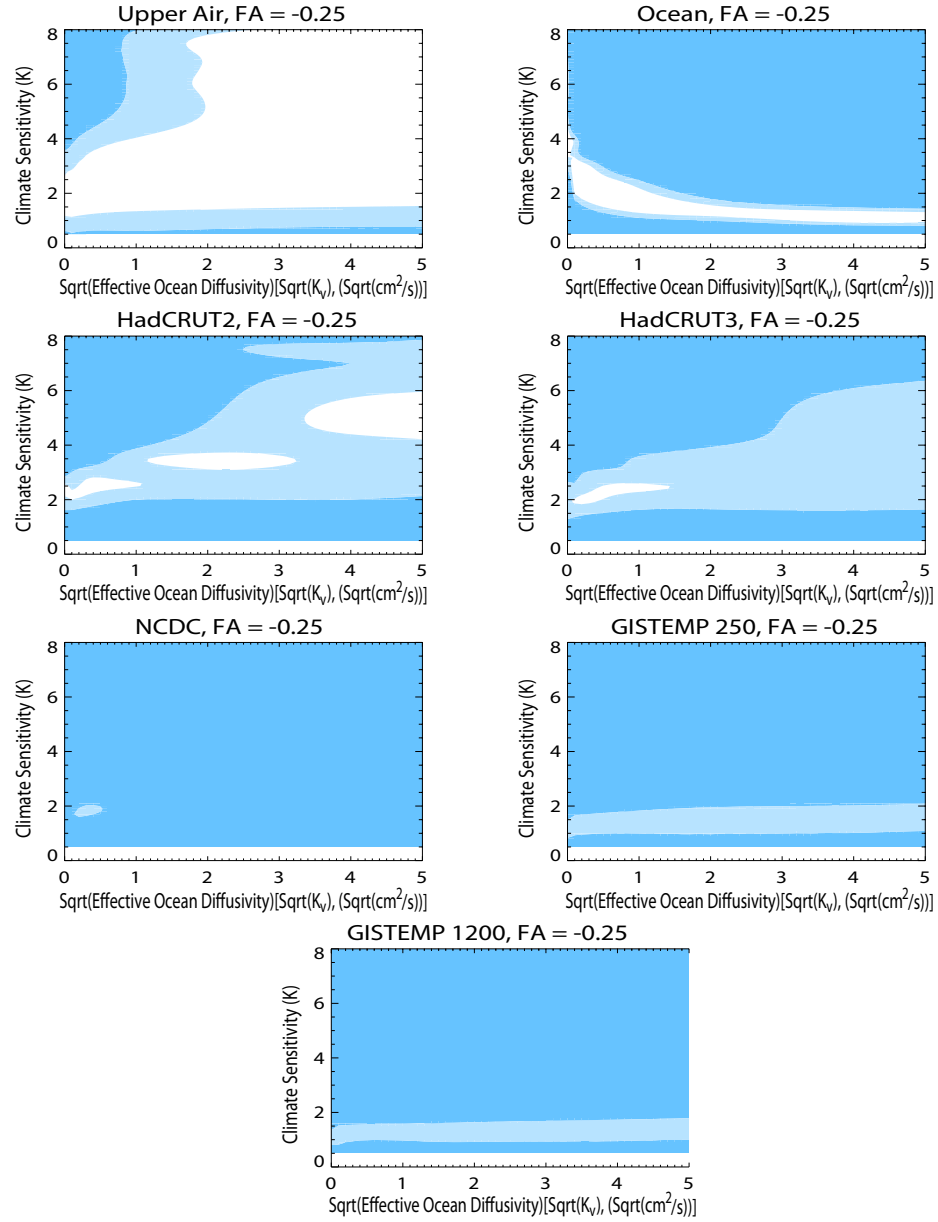 Upper Air, FA = -0.25
Climate Sensitivity (K)
8
6
4
2
0
0 1 2 3 4 5
Sqrt(Effective Ocean Diffusivity)[Sqrt(Kv), (Sqrt(cm²/s))]
Ocean, FA = -0.25
Climate Sensitivity (K)
8
6
4
2
0
0 1 2 3 4 5
Sqrt(Effective Ocean Diffusivity)[Sqrt(Kv), (Sqrt(cm²/s))]
HadCRUT2, FA = -0.25
Climate Sensitivity (K)
8
6
4
2
0
0 1 2 3 4 5
Sqrt(Effective Ocean Diffusivity)[Sqrt(Kv), (Sqrt(cm²/s))]
HadCRUT3, FA = -0.25
Climate Sensitivity (K)
8
6
4
2
0
0 1 2 3 4 5
Sqrt(Effective Ocean Diffusivity)[Sqrt(Kv), (Sqrt(cm²/s))]
NCDC, FA = -0.25
Climate Sensitivity (K)
8
6
4
2
0
0 1 2 3 4 5
Sqrt(Effective Ocean Diffusivity)[Sqrt(Kv), (Sqrt(cm²/s))]
GISTEMP 250, FA = -0.25
Climate Sensitivity (K)
8
6
4
2
0
0 1 2 3 4 5
Sqrt(Effective Ocean Diffusivity)[Sqrt(Kv), (Sqrt(cm²/s))]
GISTEMP 1200, FA = -0.25
Climate Sensitivity (K)
8
6
4
2
0
0 1 2 3 4 5
Sqrt(Effective Ocean Diffusivity)[Sqrt(Kv), (Sqrt(cm²/s))]